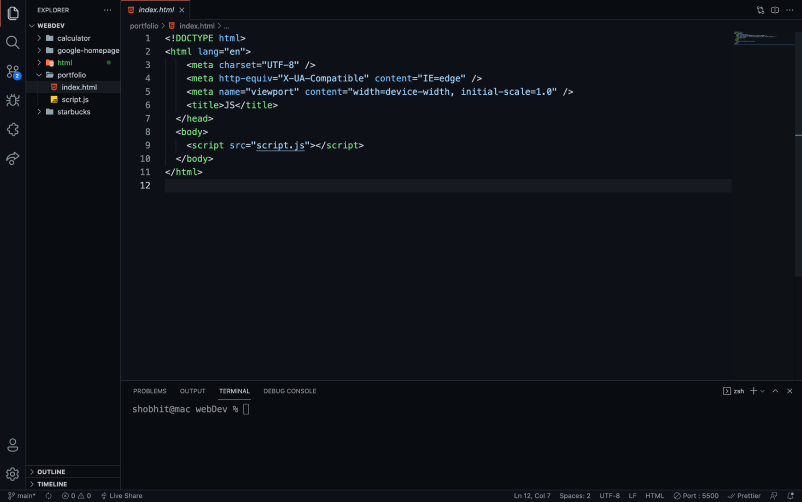 EXPLORER
index.html
WEBDEV
portfolio > index.html > ...
calculator
google-homepage
html
portfolio
index.html
script.js
starbucks
1 <!DOCTYPE html>
2 <html lang="en">
3 <meta charset="UTF-8" />
4 <meta http-equiv="X-UA-Compatible" content="IE=edge" />
5 <meta name="viewport" content="width=device-width, initial-scale=1.0" />
6 <title>JS</title>
7 </head>
8 <body>
9 <script src="script.js"></script>
10 </body>
11 </html>
12
2
PROBLEMS OUTPUT TERMINAL DEBUG CONSOLE
zsh
shobhit@mac webDev %
OUTLINE
TIMELINE
main* 0 0 Live Share Ln 12, Col 7 Spaces: 2 UTF-8 LF HTML Port : 5500 Prettier